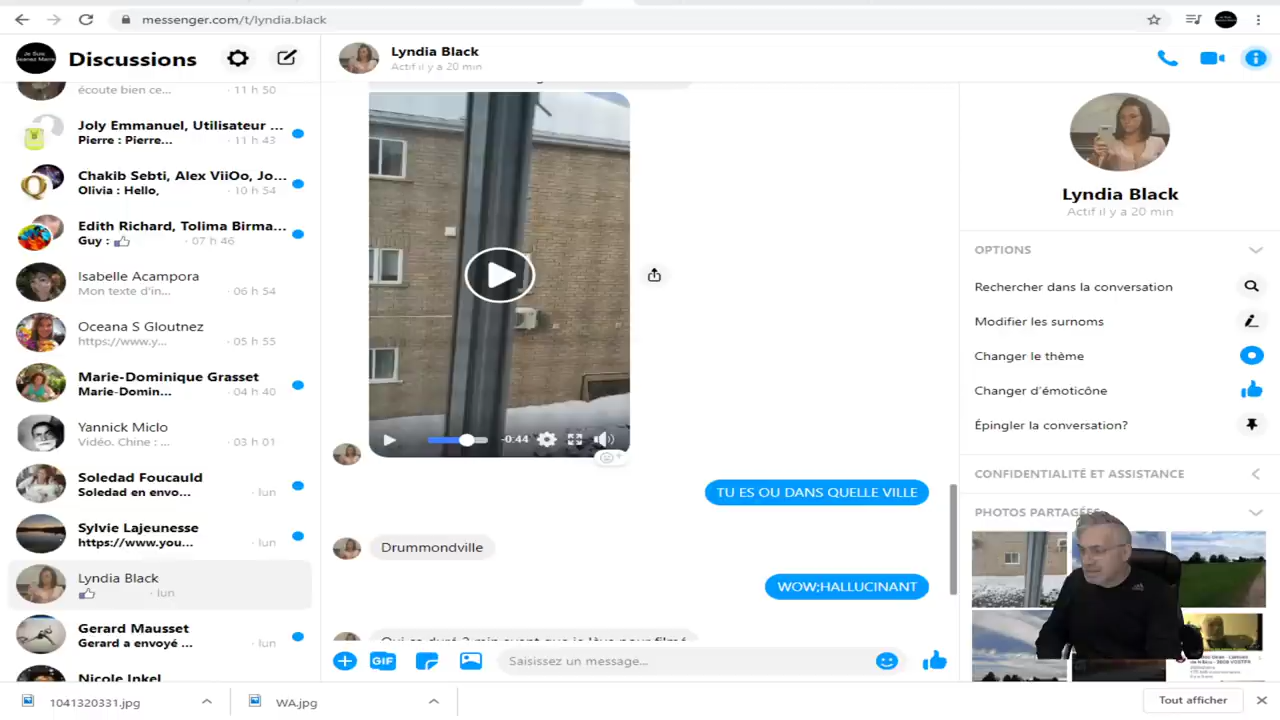 messenger.com/t/lyndia.black
Discussions
écoute bien ce... · 11 h 50
Joly Emmanuel, Utilisateur ...
Pierre : Pierre... · 11 h 43
Chakib Sebti, Alex ViiOo, Jo...
Olivia : Hello, · 10 h 54
Edith Richard, Tolima Birma...
Guy : · 07 h 46
Isabelle Acampora
Mon texte d'in... · 06 h 54
Oceana S Gloutnez
https://www.y... · 05 h 55
Marie-Dominique Grasset
Marie-Domin... · 04 h 40
Yannick Miclo
Vidéo. Chine : ... · 03 h 01
Soledad Foucauld
Soledad en envo... · lun
Sylvie Lajeunesse
https://www.you... · lun
Lyndia Black
· lun
Gerard Mausset
Gerard a envoyé ... · lun
Nicole Inkel
Lyndia Black
Actif il y a 20 min
-0:44
TU ES OU DANS QUELLE VILLE
Drummondville
WOW;HALLUCINANT
GIF
Saisissez un message...
Lyndia Black
Actif il y a 20 min
OPTIONS
Rechercher dans la conversation
Modifier les surnoms
Changer le thème
Changer d'émoticône
Épingler la conversation?
CONFIDENTIALITÉ ET ASSISTANCE
PHOTOS PARTAGÉES
1041320331.jpg
WA.jpg
Tout afficher